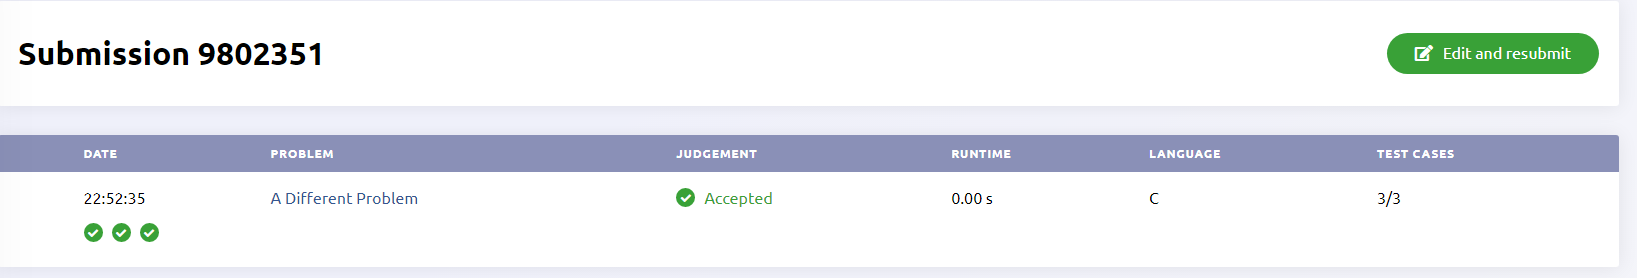 Submission 9802351
Edit and resubmit
DATE PROBLEM JUDGEMENT RUNTIME LANGUAGE TEST CASES
22:52:35 A Different Problem Accepted 0.00 s C 3/3